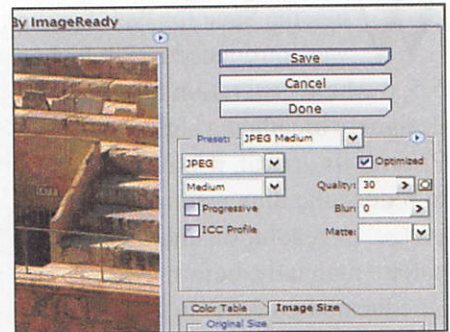 By ImageReady
Save
Cancel
Done
Preset: JPEG Medium
JPEG
Optimized
Medium
Quality: 30
Progressive
Blur: 0
ICC Profile
Matte:
Color Table
Image Size
Original Size